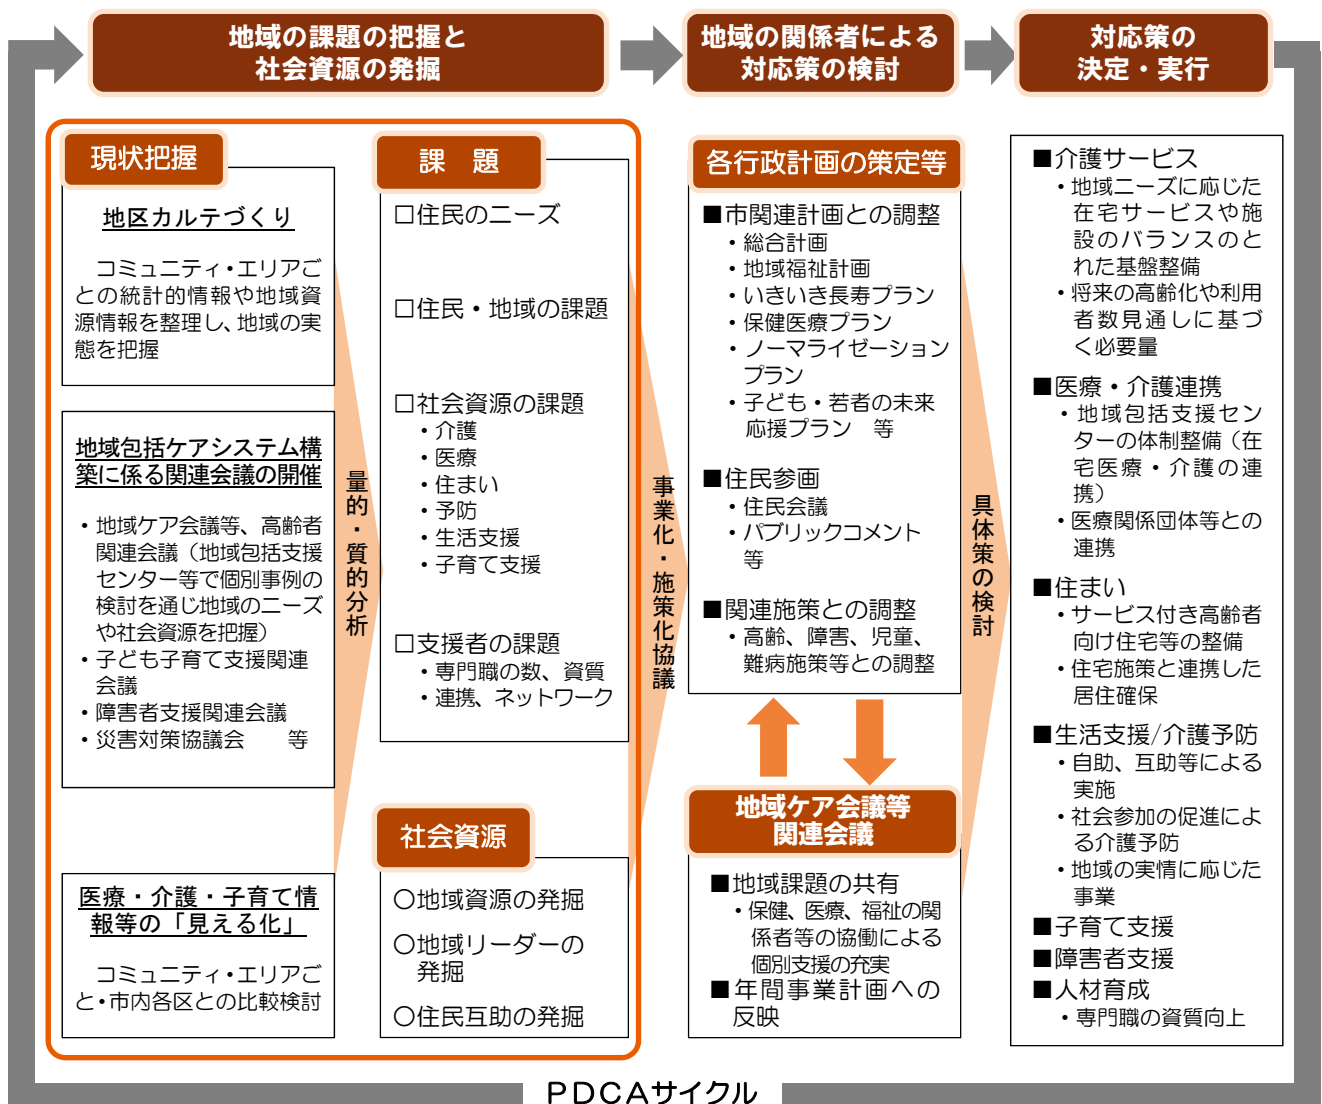 地域の課題の把握と
社会資源の発掘
地域の関係者による
対応策の検討
対応策の
決定・実行
現状把握
地区カルテづくり
コミュニティ・エリアご
との統計的情報や地域資
源情報を整理し、地域の実
態を把握
地域包括ケアシステム構
築に係る関連会議の開催
・地域ケア会議等、高齢者
関連会議（地域包括支援
センター等で個別事例の
検討を通じ地域のニーズ
や社会資源を把握）
・子ども子育て支援関連
会議
・障害者支援関連会議
・災害対策協議会　　等
医療・介護・子育て情
報等の「見える化」
コミュニティ・エリアご
と・市内各区との比較検討
量的・質的分析
課　題
□住民のニーズ
□住民・地域の課題
□社会資源の課題
・介護
・医療
・住まい
・予防
・生活支援
・子育て支援
□支援者の課題
・専門職の数、資質
・連携、ネットワーク
社会資源
○地域資源の発掘
○地域リーダーの
発掘
○住民互助の発掘
事業化・施策化協議
各行政計画の策定等
■市関連計画との調整
・総合計画
・地域福祉計画
・いきいき長寿プラン
・保健医療プラン
・ノーマライゼーション
プラン
・子ども・若者の未来
応援プラン　等
■住民参画
・住民会議
・パブリックコメント
等
■関連施策との調整
・高齢、障害、児童、
難病施策等との調整
地域ケア会議等
関連会議
■地域課題の共有
・保健、医療、福祉の関
係者等の協働による
個別支援の充実
■年間事業計画への
反映
具体策の検討
■介護サービス
・地域ニーズに応じた
在宅サービスや施
設のバランスのと
れた基盤整備
・将来の高齢化や利用
者数見通しに基づ
く必要量
■医療・介護連携
・地域包括支援セン
ターの体制整備（在
宅医療・介護の連
携）
・医療関係団体等との
連携
■住まい
・サービス付き高齢者
向け住宅等の整備
・住宅施策と連携した
居住確保
■生活支援/介護予防
・自助、互助等による
実施
・社会参加の促進によ
る介護予防
・地域の実情に応じた
事業
■子育て支援
■障害者支援
■人材育成
・専門職の資質向上
ＰＤＣＡサイクル